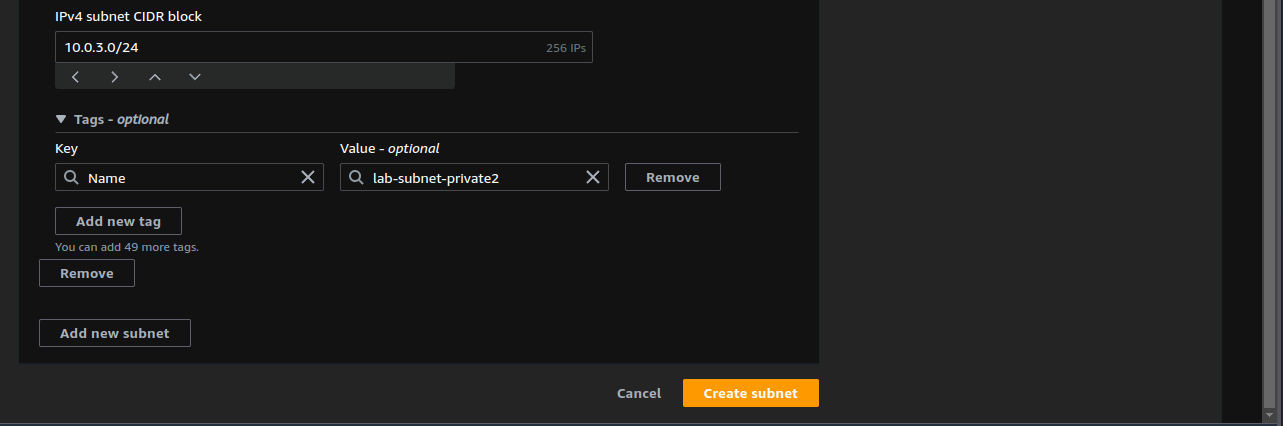 IPv4 subnet CIDR block
10.0.3.0/24 256 IPs
Tags - optional
Key Value - optional
Name lab-subnet-private2 Remove
Add new tag
You can add 49 more tags.
Remove
Add new subnet
Cancel Create subnet